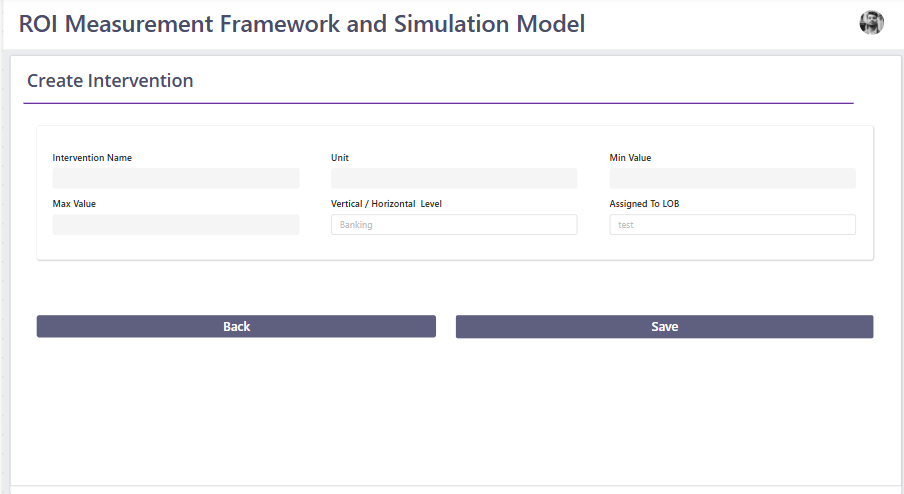 ROI Measurement Framework and Simulation Model
Create Intervention
Intervention Name
Unit
Min Value
Max Value
Vertical / Horizontal Level
Banking
Assigned To LOB
test
Back
Save